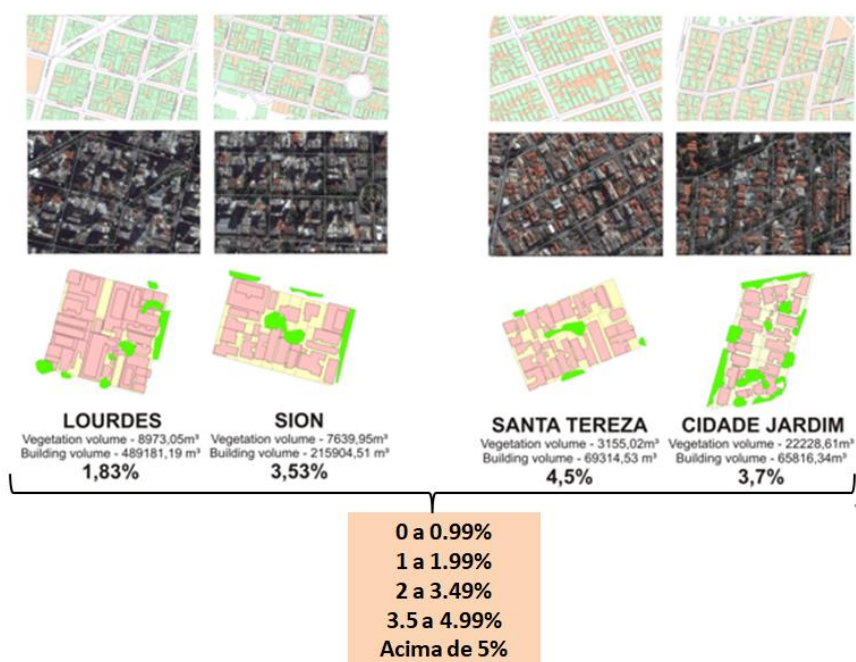 LOURDES
Vegetation volume - 8973,05m³
Building volume - 489181,19 m³
1,83%
SION
Vegetation volume - 7639,95m³
Building volume - 215904,51 m³
3,53%
SANTA TEREZA
Vegetation volume - 3155,02m³
Building volume - 69314,53 m³
4,5%
CIDADE JARDIM
Vegetation volume - 22228,61m³
Building volume - 65816,34m³
3,7%
0 a 0.99%
1 a 1.99%
2 a 3.49%
3.5 a 4.99%
Acima de 5%